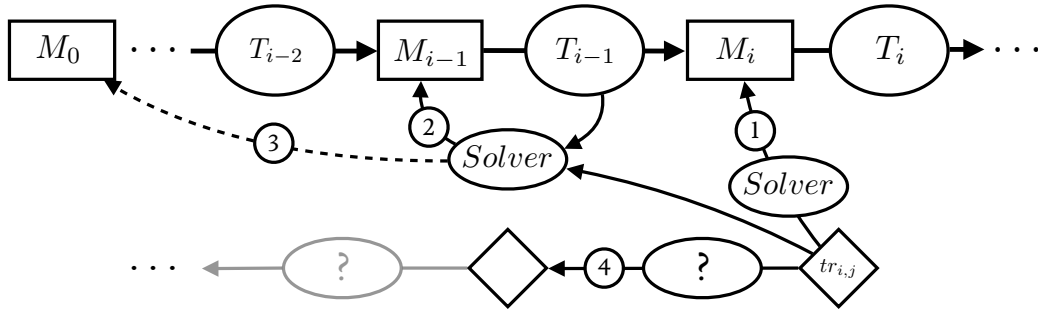 M_0 ··· T_{i-2} M_{i-1} T_{i-1} M_i T_i ···
3 2 1
Solver Solver
··· ? 4 ? tr_{i,j}